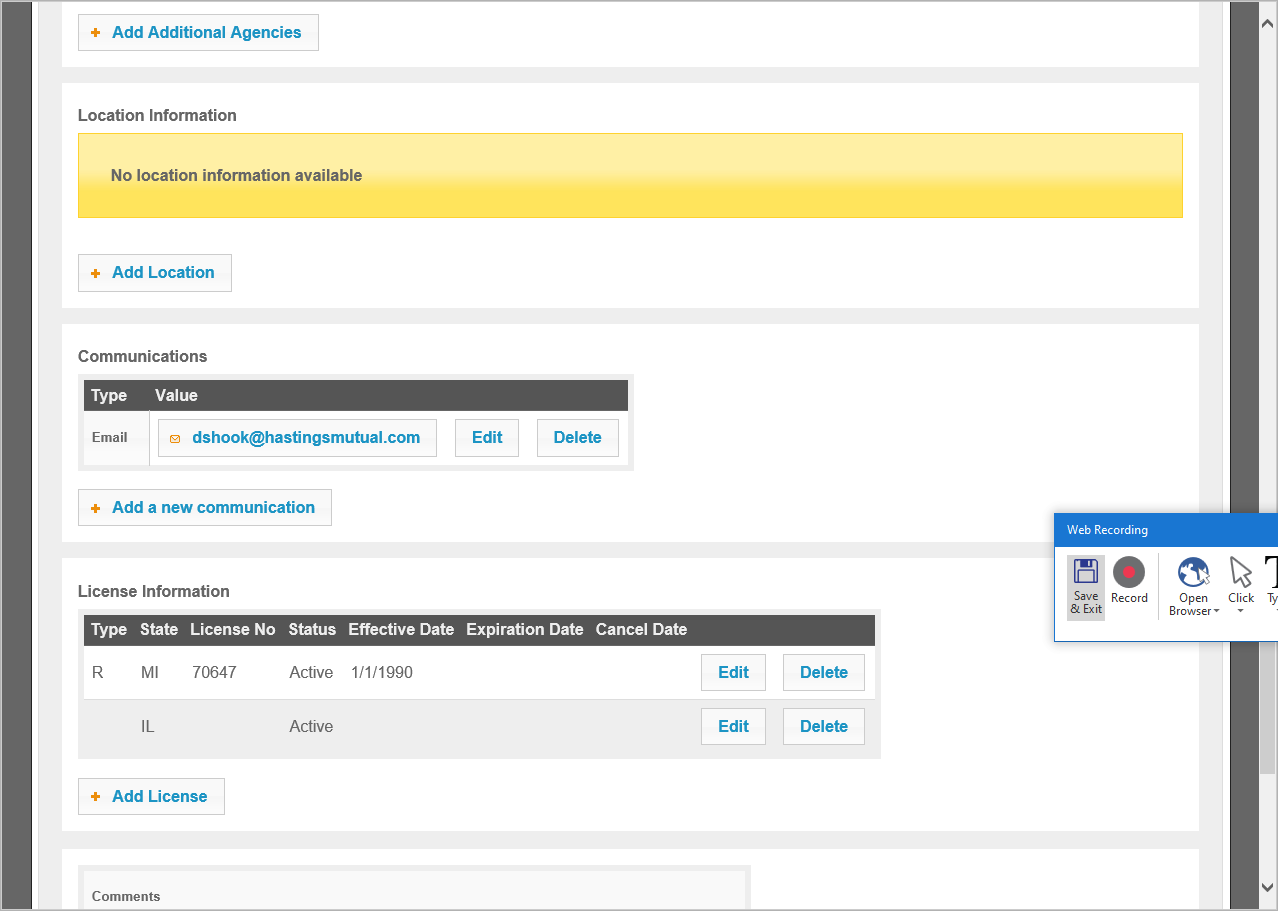 Add Additional Agencies
Location Information
No location information available
Add Location
Communications
Type Value
Email dshook@hastingsmutual.com Edit Delete
Add a new communication
Web Recording
Save & Exit Record Open Browser Click Ty
License Information
Type State License No Status Effective Date Expiration Date Cancel Date
R MI 70647 Active 1/1/1990 Edit Delete
IL Active Edit Delete
Add License
Comments